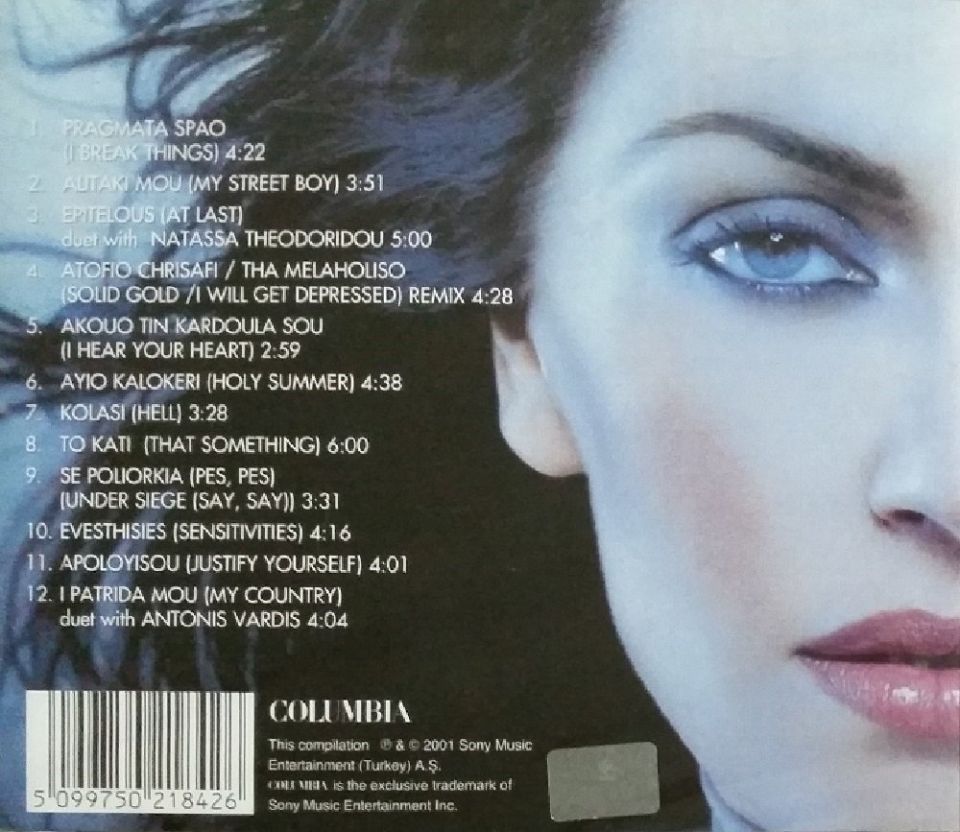 1. PRAGMATA SPAO
(I BREAK THINGS) 4:22
2. ALITAKI MOU (MY STREET BOY) 3:51
3. EPITELOUS (AT LAST)
duet with NATASSA THEODORIDOU 5:00
4. ATOFIO CHRISAFI / THA MELAHOLISO
(SOLID GOLD /I WILL GET DEPRESSED) REMIX 4:28
5. AKOUO TIN KARDOULA SOU
(I HEAR YOUR HEART) 2:59
6. AYIO KALOKERI (HOLY SUMMER) 4:38
7. KOLASI (HELL) 3:28
8. TO KATI (THAT SOMETHING) 6:00
9. SE POLIORKIA (PES, PES)
(UNDER SIEGE (SAY, SAY)) 3:31
10. EVESTHISIES (SENSITIVITIES) 4:16
11. APOLOYISOU (JUSTIFY YOURSELF) 4:01
12. I PATRIDA MOU (MY COUNTRY)
duet with ANTONIS VARDIS 4:04
COLUMBIA
This compilation ℗ & © 2001 Sony Music
Entertainment (Turkey) A.Ş.
COLUMBIA is the exclusive trademark of
Sony Music Entertainment Inc.
5 099750 218426